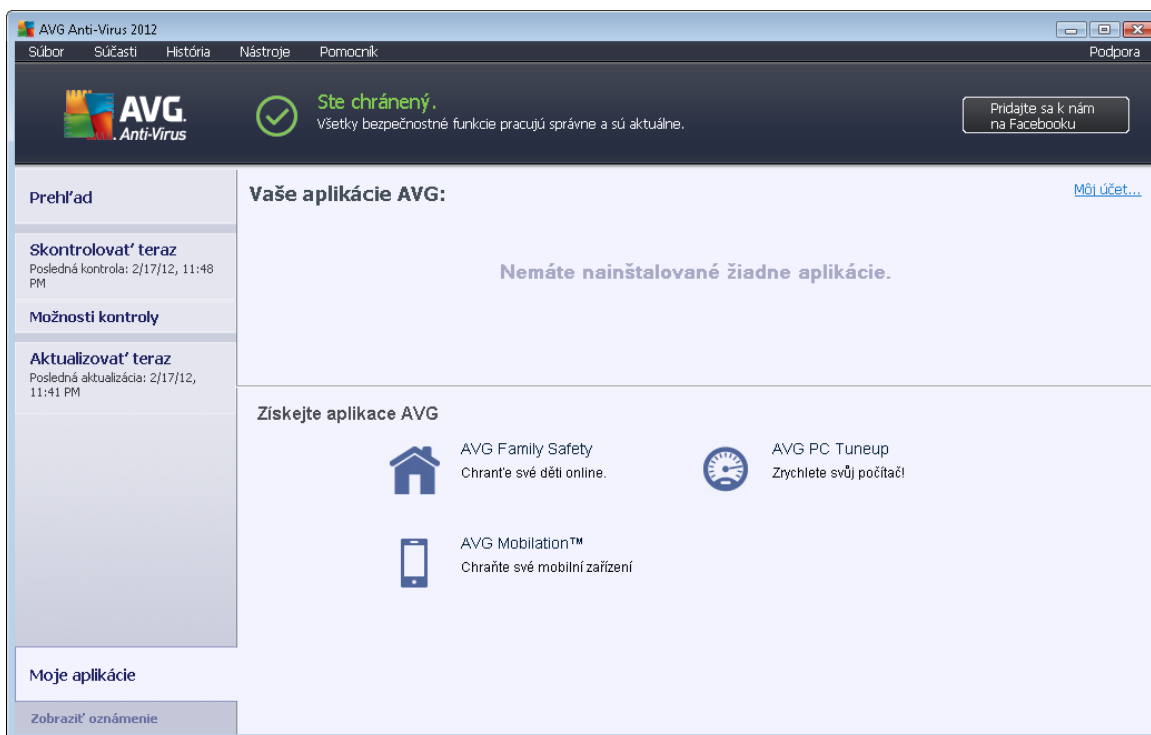 AVG Anti-Virus 2012
Súbor Súčasti História Nástroje Pomocník Podpora
AVG.
Anti-Virus
Ste chránený.
Všetky bezpečnostné funkcie pracujú správne a sú aktuálne.
Pridajte sa k nám
na Facebooku
Prehľad
Skontrolovať teraz
Posledná kontrola: 2/17/12, 11:48
PM
Možnosti kontroly
Aktualizovať teraz
Posledná aktualizácia: 2/17/12,
11:41 PM
Moje aplikácie
Zobraziť oznámenie
Vaše aplikácie AVG:
Môj účet...
Nemáte nainštalované žiadne aplikácie.
Získejte aplikace AVG
AVG Family Safety
Chranťe své děti online.
AVG PC Tuneup
Zrychlete svůj počítač!
AVG Mobilation™
Chraňte své mobilní zařízení